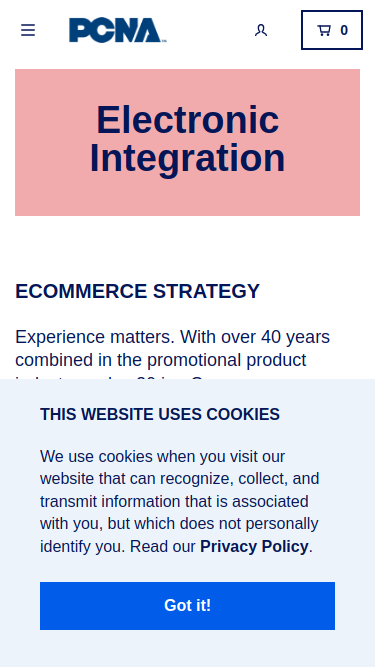 PCNA
0
Electronic
Integration
ECOMMERCE STRATEGY
Experience matters. With over 40 years
combined in the promotional product
THIS WEBSITE USES COOKIES
We use cookies when you visit our
website that can recognize, collect, and
transmit information that is associated
with you, but which does not personally
identify you. Read our Privacy Policy.
Got it!